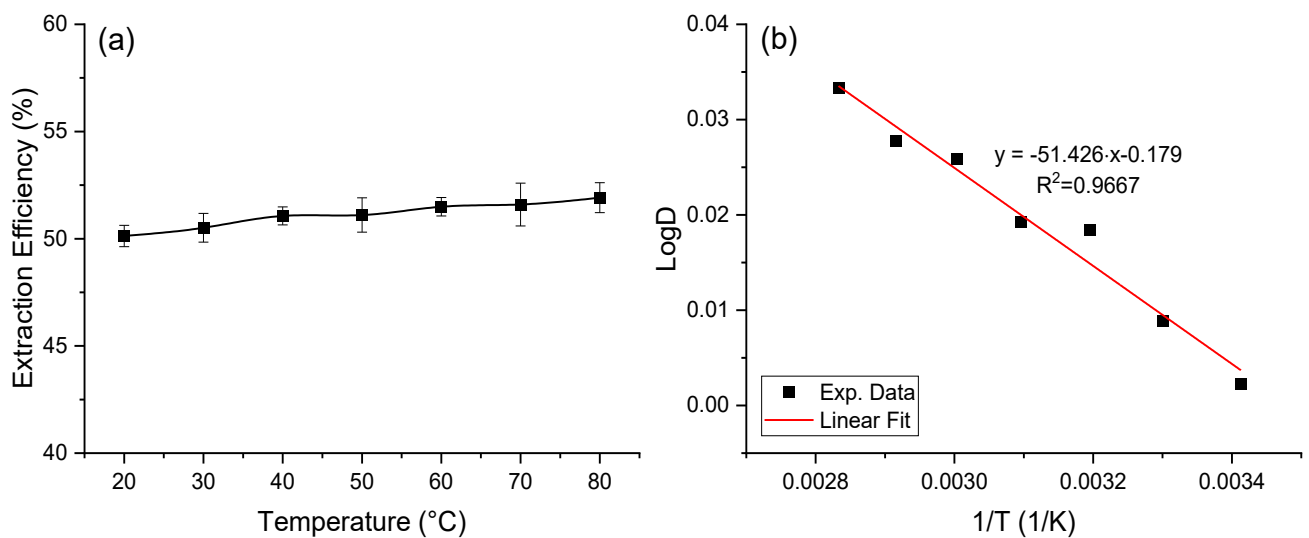 (a)
60
55
50
45
40
Extraction Efficiency (%)
20 30 40 50 60 70 80
Temperature (°C)
(b)
0.04
0.03
0.02
0.01
0.00
LogD
y = -51.426·x-0.179
R²=0.9667
Exp. Data
Linear Fit
0.0028 0.0030 0.0032 0.0034
1/T (1/K)